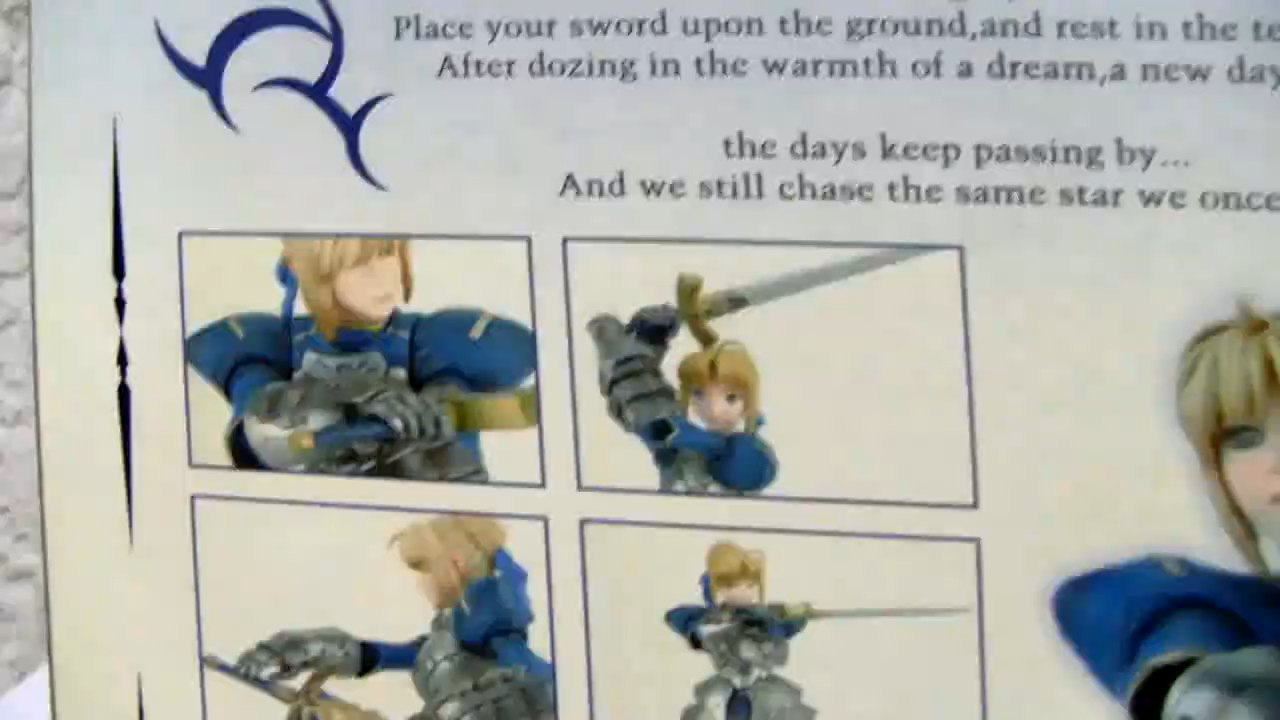 Place your sword upon the ground,and rest in the
After dozing in the warmth of a dream,a new day
the days keep passing by...
And we still chase the same star we once